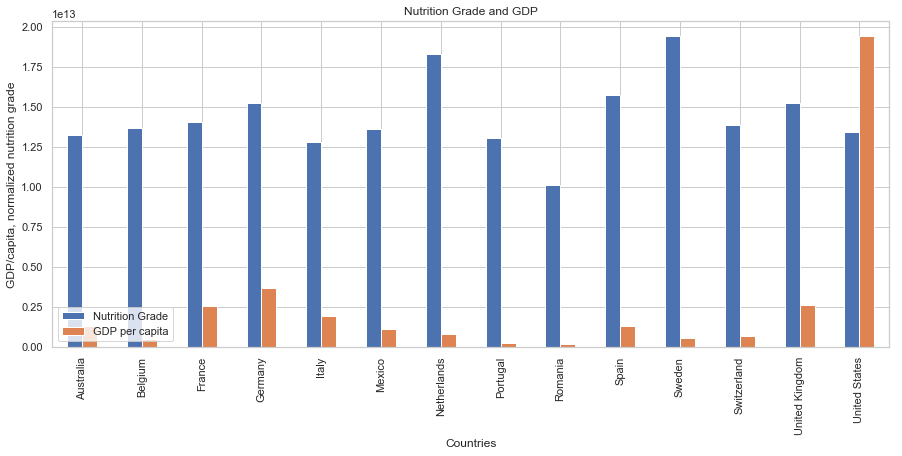 Nutrition Grade and GDP
1e13
2.00
1.75
1.50
1.25
1.00
0.75
0.50
0.25
0.00
GDP/capita, normalized nutrition grade
Nutrition Grade
GDP per capita
Australia
Belgium
France
Germany
Italy
Mexico
Netherlands
Portugal
Romania
Spain
Sweden
Switzerland
United Kingdom
United States
Countries